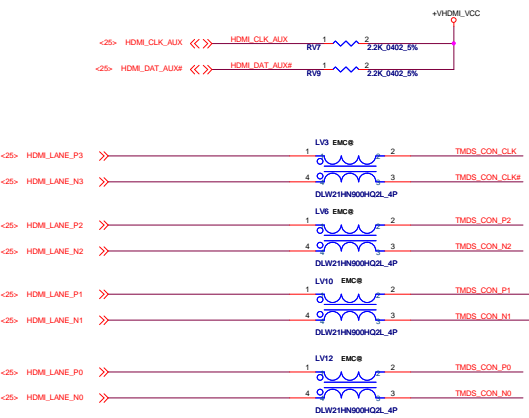 +VHDMI_VCC
<25> HDMI_CLK_AUX HDMI_CLK_AUX 1 2
RV7 2.2K_0402_5%
<25> HDMI_DAT_AUX# HDMI_DAT_AUX# 1 2
RV9 2.2K_0402_5%
LV3 EMC@
<25> HDMI_LANE_P3 1 2 TMDS_CON_CLK
<25> HDMI_LANE_N3 4 3 TMDS_CON_CLK#
DLW21HN900HQ2L_4P
LV6 EMC@
<25> HDMI_LANE_P2 1 2 TMDS_CON_P2
<25> HDMI_LANE_N2 4 3 TMDS_CON_N2
DLW21HN900HQ2L_4P
LV10 EMC@
<25> HDMI_LANE_P1 1 2 TMDS_CON_P1
<25> HDMI_LANE_N1 4 3 TMDS_CON_N1
DLW21HN900HQ2L_4P
LV12 EMC@
<25> HDMI_LANE_P0 1 2 TMDS_CON_P0
<25> HDMI_LANE_N0 4 3 TMDS_CON_N0
DLW21HN900HQ2L_4P